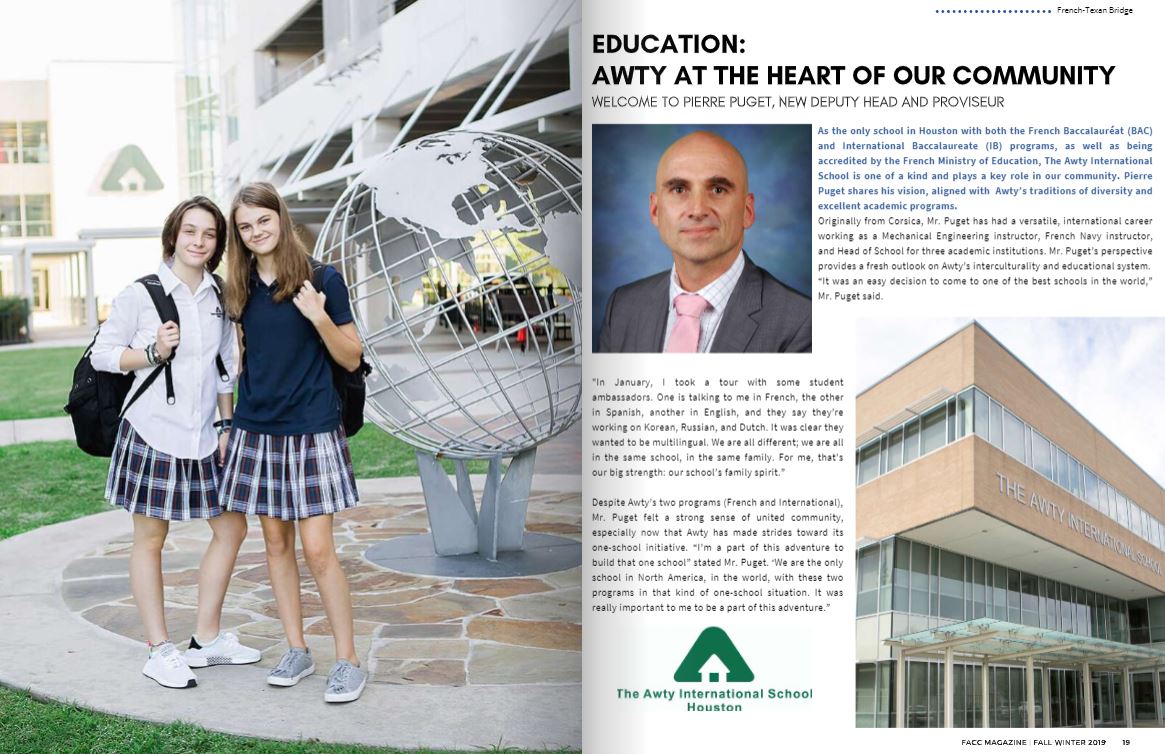 French-Texan Bridge
EDUCATION:
AWTY AT THE HEART OF OUR COMMUNITY
WELCOME TO PIERRE PUGET, NEW DEPUTY HEAD AND PROVISEUR
As the only school in Houston with both the French Baccalauréat (BAC)
and International Baccalaureate (IB) programs, as well as being
accredited by the French Ministry of Education, The Awty International
School is one of a kind and plays a key role in our community. Pierre
Puget shares his vision, aligned with Awty's traditions of diversity and
excellent academic programs.
Originally from Corsica, Mr. Puget has had a versatile, international career
working as a Mechanical Engineering instructor, French Navy instructor,
and Head of School for three academic institutions. Mr. Puget's perspective
provides a fresh outlook on Awty's interculturality and educational system.
"It was an easy decision to come to one of the best schools in the world,"
Mr. Puget said.
"In January, I took a tour with some student
ambassadors. One is talking to me in French, the other
in Spanish, another in English, and they say they're
working on Korean, Russian, and Dutch. It was clear they
wanted to be multilingual. We are all different; we are all
in the same school, in the same family. For me, that's
our big strength: our school's family spirit."
Despite Awty's two programs (French and International),
Mr. Puget felt a strong sense of united community,
especially now that Awty has made strides toward its
one-school initiative. "I'm a part of this adventure to
build that one school" stated Mr. Puget. "We are the only
school in North America, in the world, with these two
programs in that kind of one-school situation. It was
really important to me to be a part of this adventure."
THE AWTY INTERNATIONAL SCHOOL
The Awty International School
Houston
FACC MAGAZINE | FALL WINTER 2019 19